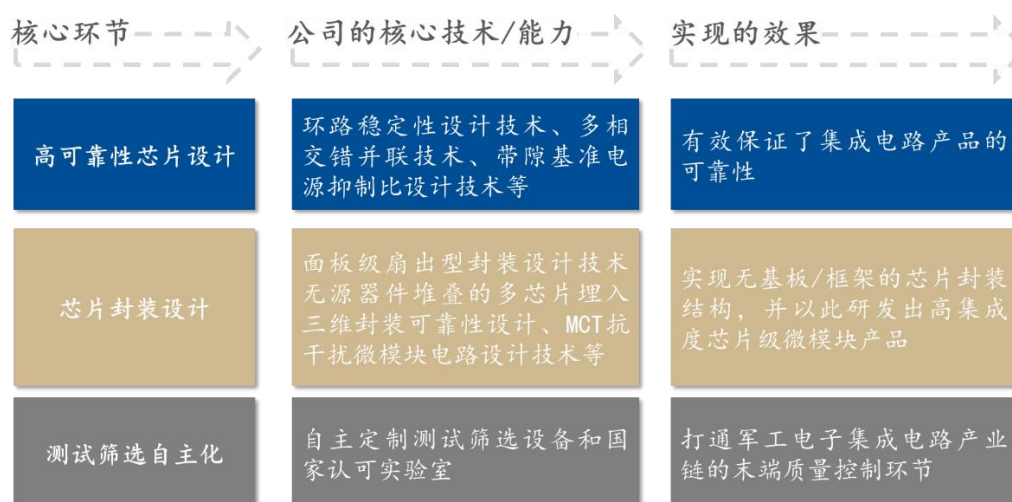 核心环节
公司的核心技术/能力
实现的效果
高可靠性芯片设计
环路稳定性设计技术、多相
交错并联技术、带隙基准电
源抑制比设计技术等
有效保证了集成电路产品的
可靠性
芯片封装设计
面板级扇出型封装设计技术
无源器件堆叠的多芯片埋入
三维封装可靠性设计、MCT抗
干扰微模块电路设计技术等
实现无基板/框架的芯片封装
结构，并以此研发出高集成
度芯片级微模块产品
测试筛选自主化
自主定制测试筛选设备和国
家认可实验室
打通军工电子集成电路产业
链的末端质量控制环节